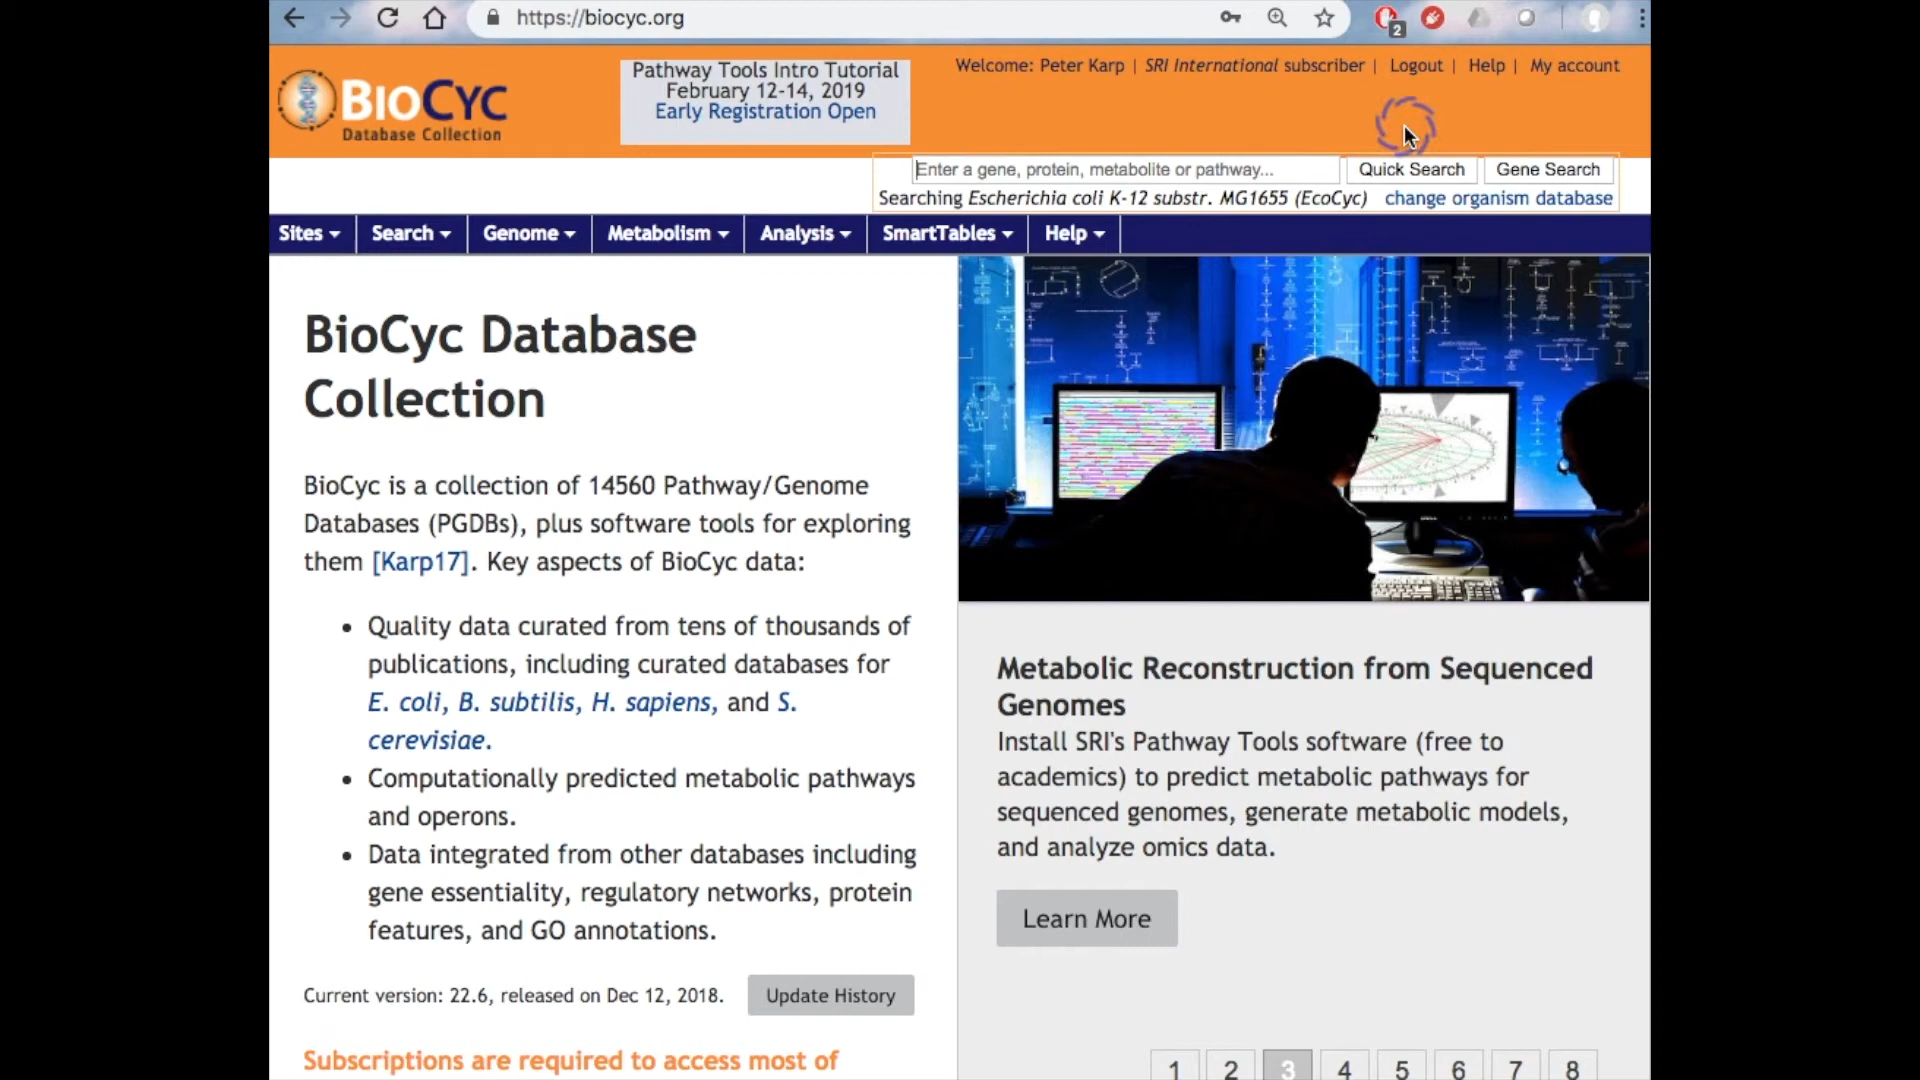 https://biocyc.org
2
BioCyc
Database Collection
Pathway Tools Intro Tutorial
February 12-14, 2019
Early Registration Open
Welcome: Peter Karp | SRI International subscriber | Logout | Help | My account
Enter a gene, protein, metabolite or pathway... Quick Search Gene Search
Searching Escherichia coli K-12 substr. MG1655 (EcoCyc) change organism database
Sites Search Genome Metabolism Analysis SmartTables Help
BioCyc Database
Collection
BioCyc is a collection of 14560 Pathway/Genome
Databases (PGDBs), plus software tools for exploring
them [Karp17]. Key aspects of BioCyc data:
• Quality data curated from tens of thousands of
publications, including curated databases for
E. coli, B. subtilis, H. sapiens, and S.
cerevisiae.
• Computationally predicted metabolic pathways
and operons.
• Data integrated from other databases including
gene essentiality, regulatory networks, protein
features, and GO annotations.
Current version: 22.6, released on Dec 12, 2018. Update History
Subscriptions are required to access most of
Metabolic Reconstruction from Sequenced
Genomes
Install SRI's Pathway Tools software (free to
academics) to predict metabolic pathways for
sequenced genomes, generate metabolic models,
and analyze omics data.
Learn More
1 2 3 4 5 6 7 8